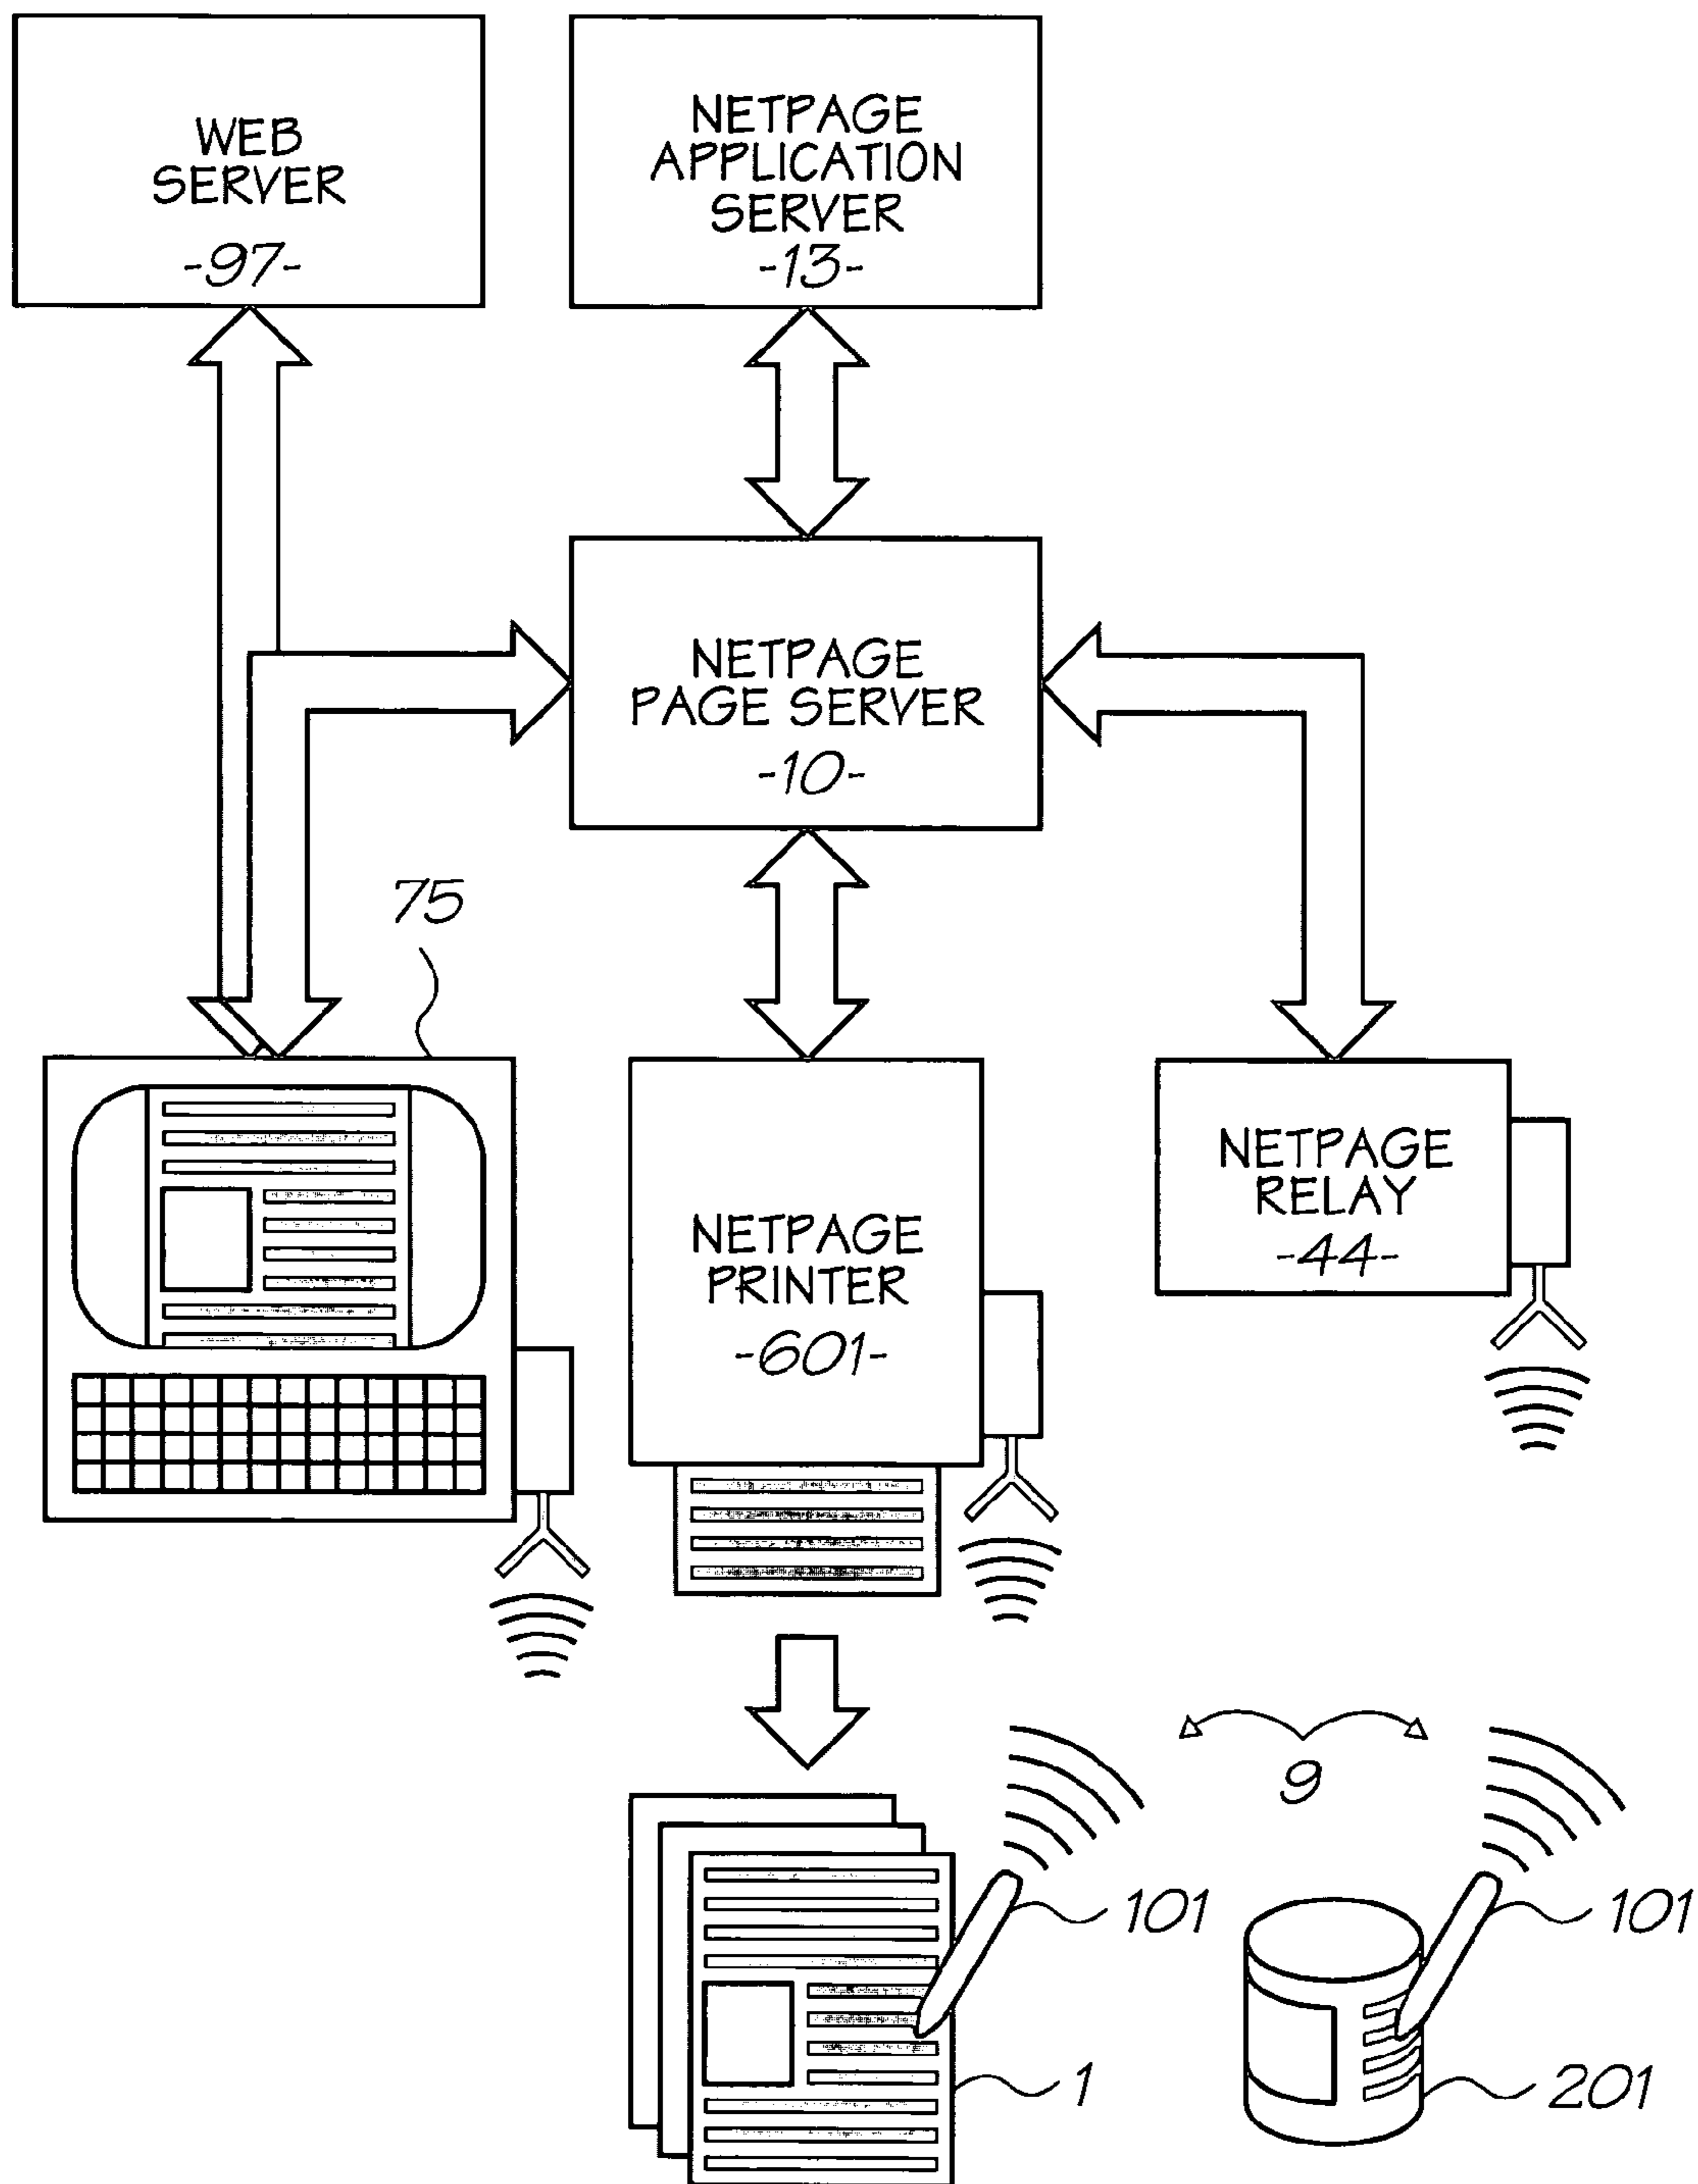 WEB
SERVER
-97-
NETPAGE
APPLICATION
SERVER
-13-
NETPAGE
PAGE SERVER
-10-
75
NETPAGE
PRINTER
-601-
NETPAGE
RELAY
-44-
9
101
101
1
201